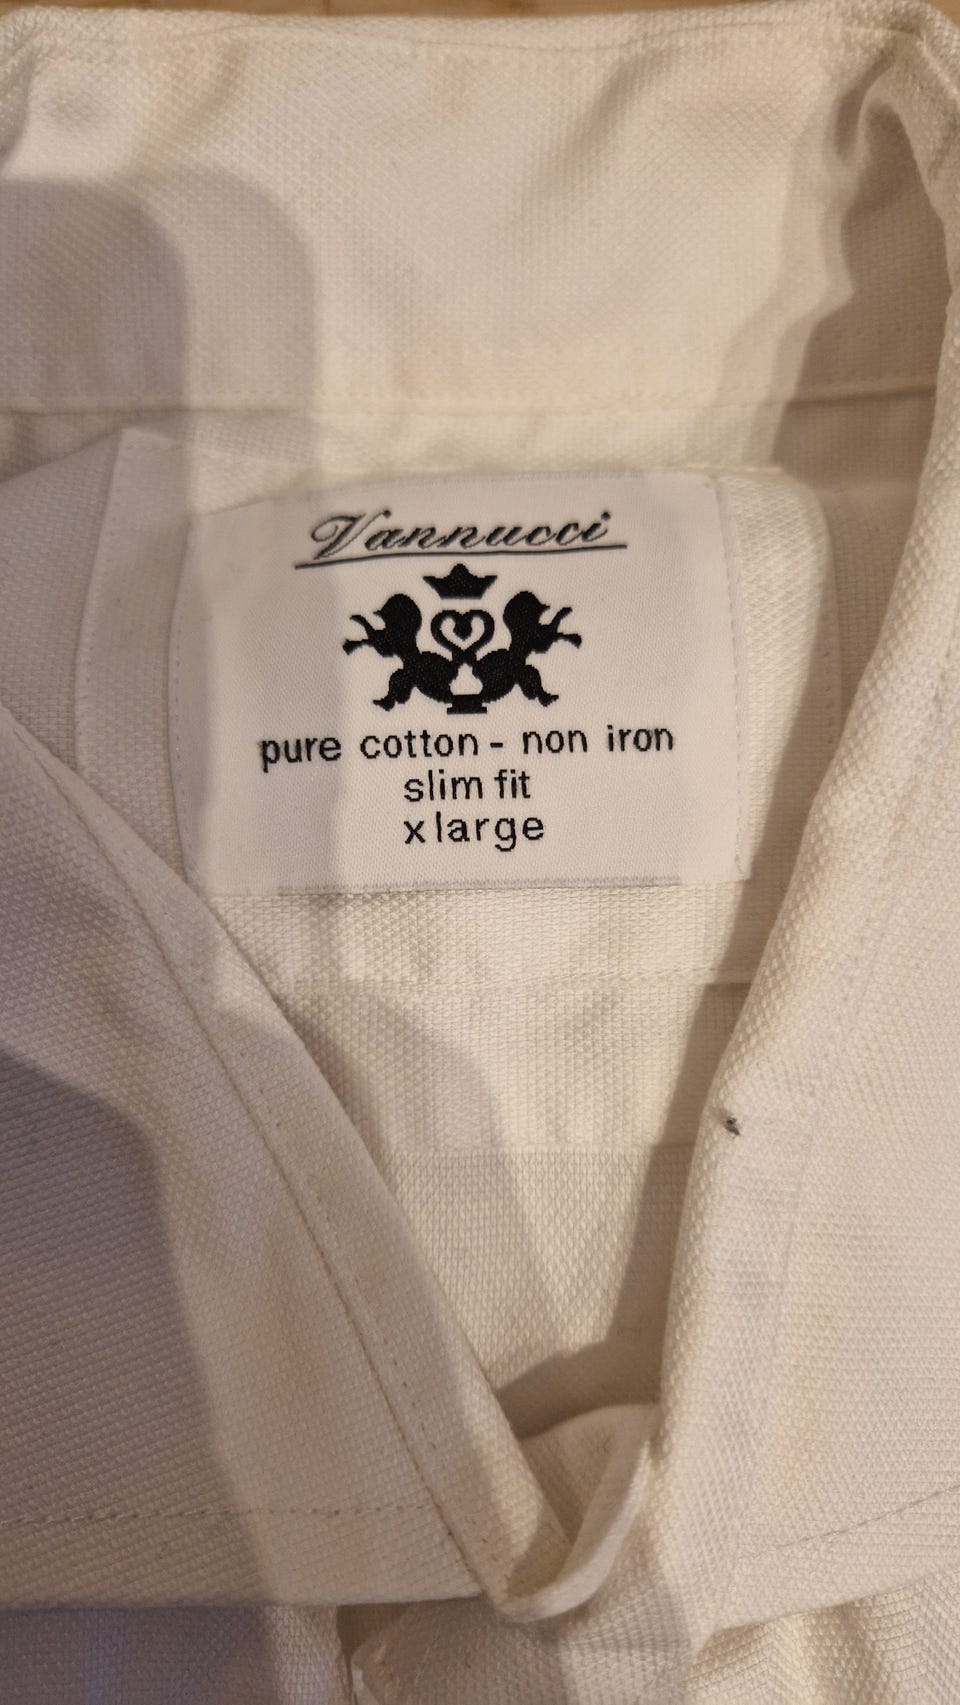 Vannucci
pure cotton - non iron
slim fit
x large